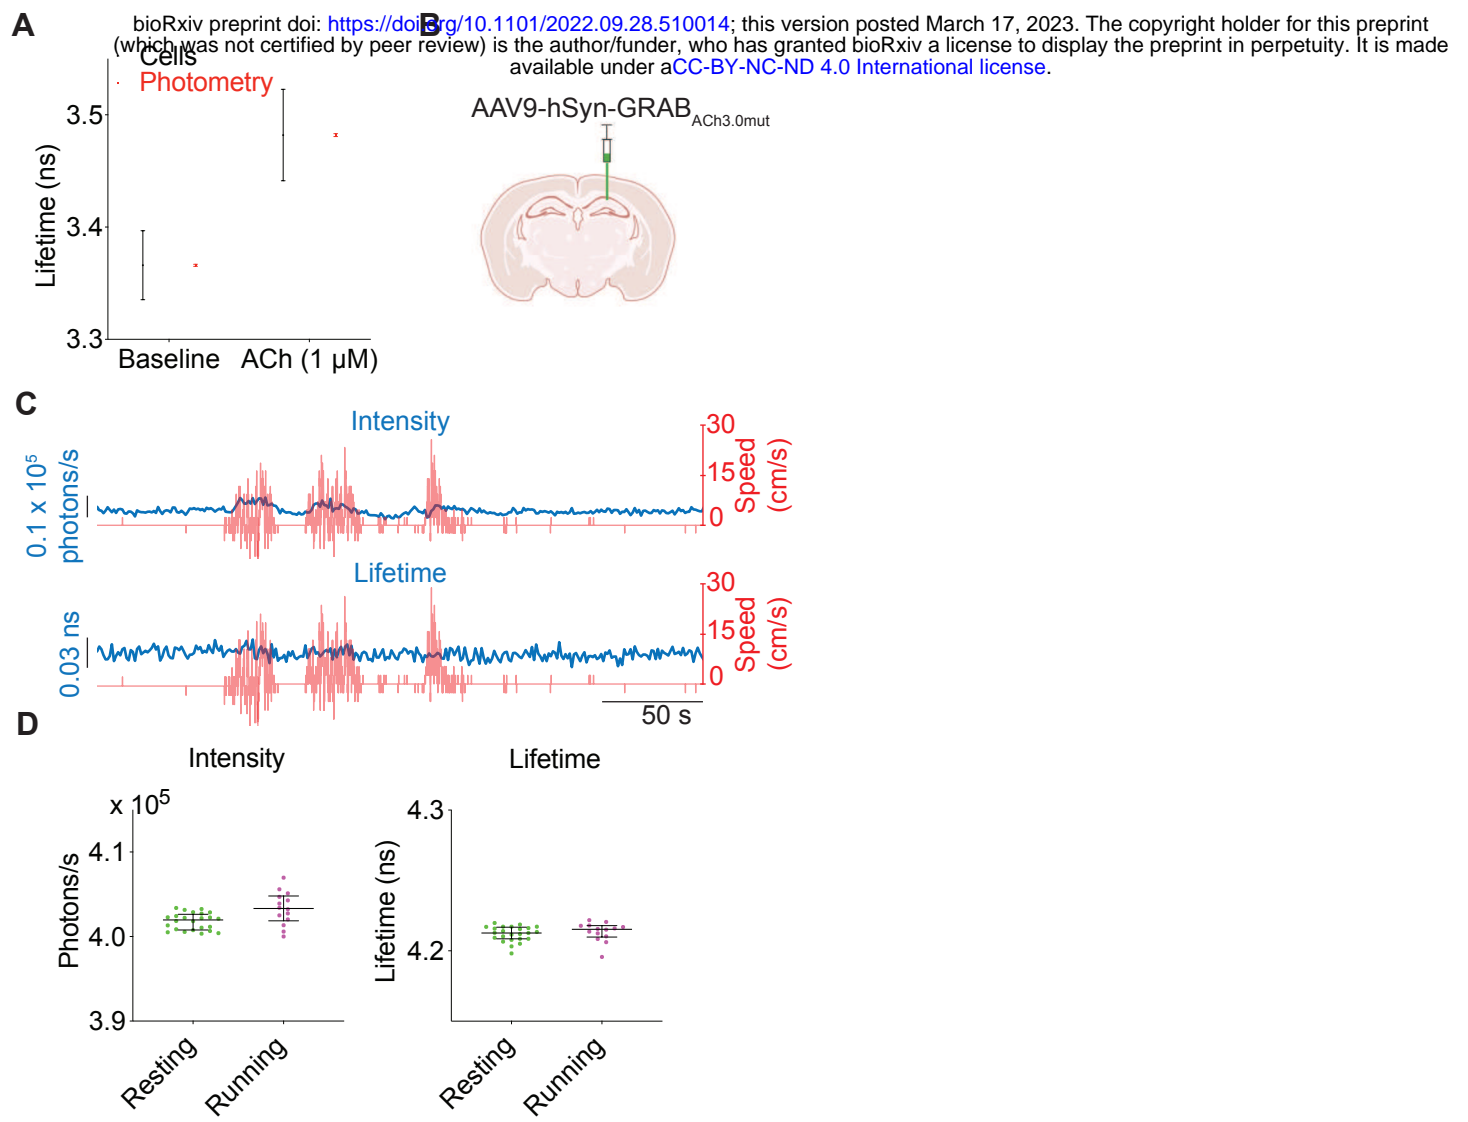 A
B
bioRxiv preprint doi: https://doi.org/10.1101/2022.09.28.510014; this version posted March 17, 2023. The copyright holder for this preprint
(which was not certified by peer review) is the author/funder, who has granted bioRxiv a license to display the preprint in perpetuity. It is made
available under aCC-BY-NC-ND 4.0 International license.
Cells
Photometry
Lifetime (ns)
3.5
3.4
3.3
Baseline
ACh (1 µM)
AAV9-hSyn-GRABACh3.0mut
C
Intensity
0.1 x 10⁵
photons/s
30
15
0
Speed
(cm/s)
Lifetime
0.03 ns
30
15
0
Speed
(cm/s)
50 s
D
Intensity
x 10⁵
Photons/s
4.1
4.0
3.9
Resting
Running
Lifetime
Lifetime (ns)
4.3
4.2
Resting
Running